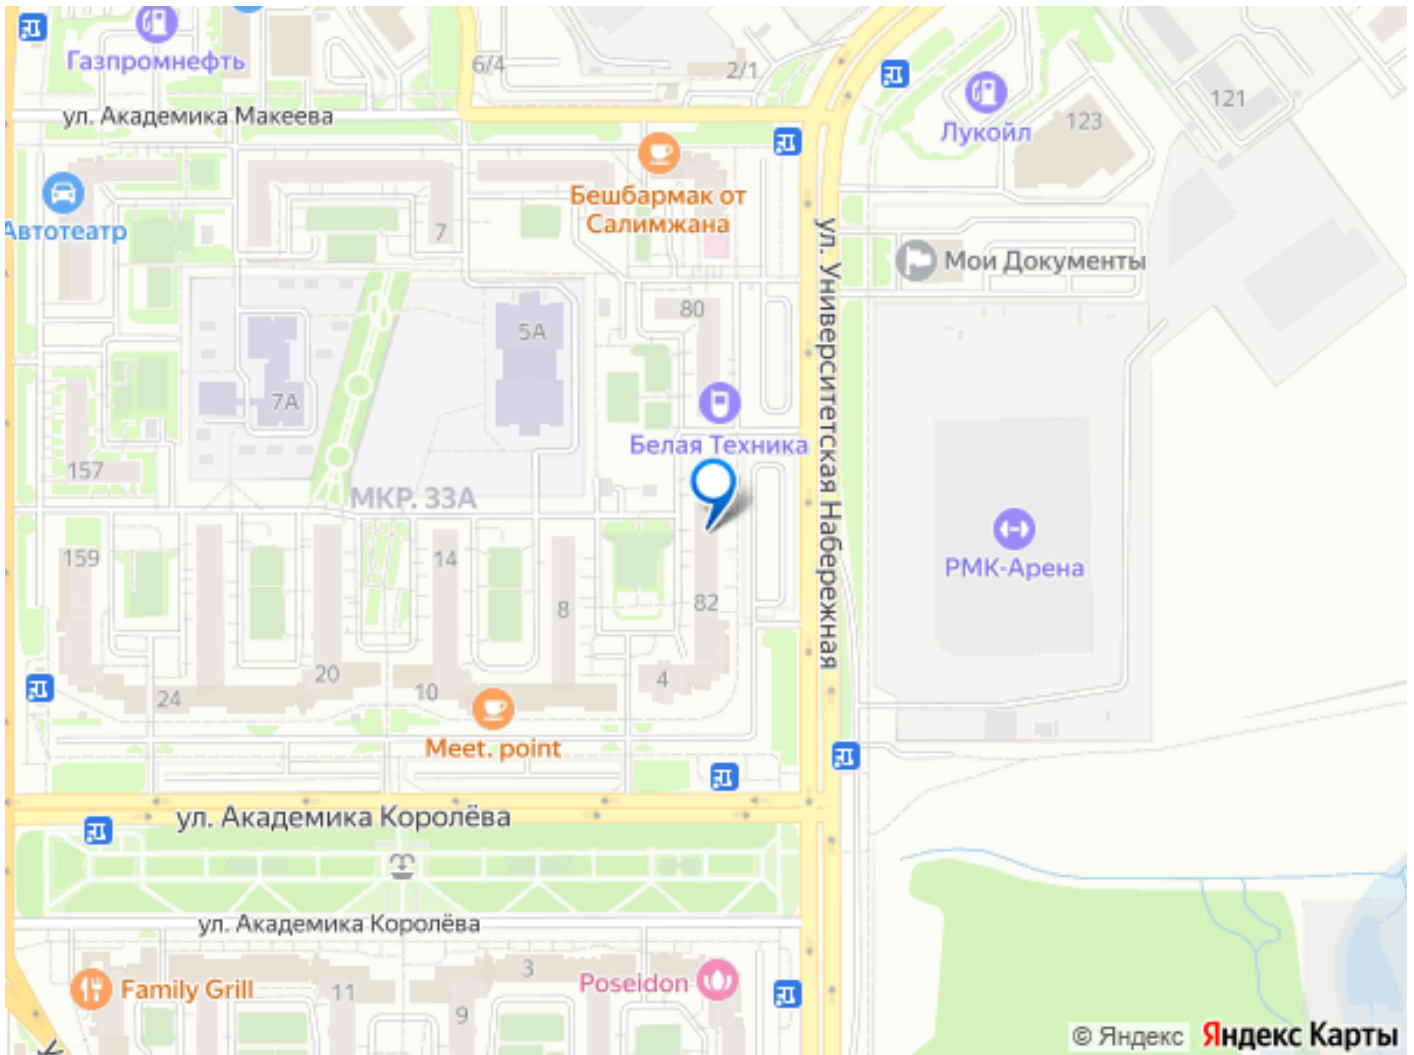 Газпромнефть
6/4
2/1
121
ул. Академика Макеева
Лукойл
123
Бешбармак от
Салимжана
Автотеатр
7
Мои Документы
ул. Университетская Набережная
80
5А
7А
Белая Техника
157
МКР. 33А
159
14
8
82
РМК-Арена
20
24
10
4
Meet. point
ул. Академика Королёва
ул. Академика Королёва
Family Grill
11
3
9
Poseidon
© Яндекс Яндекс Карты